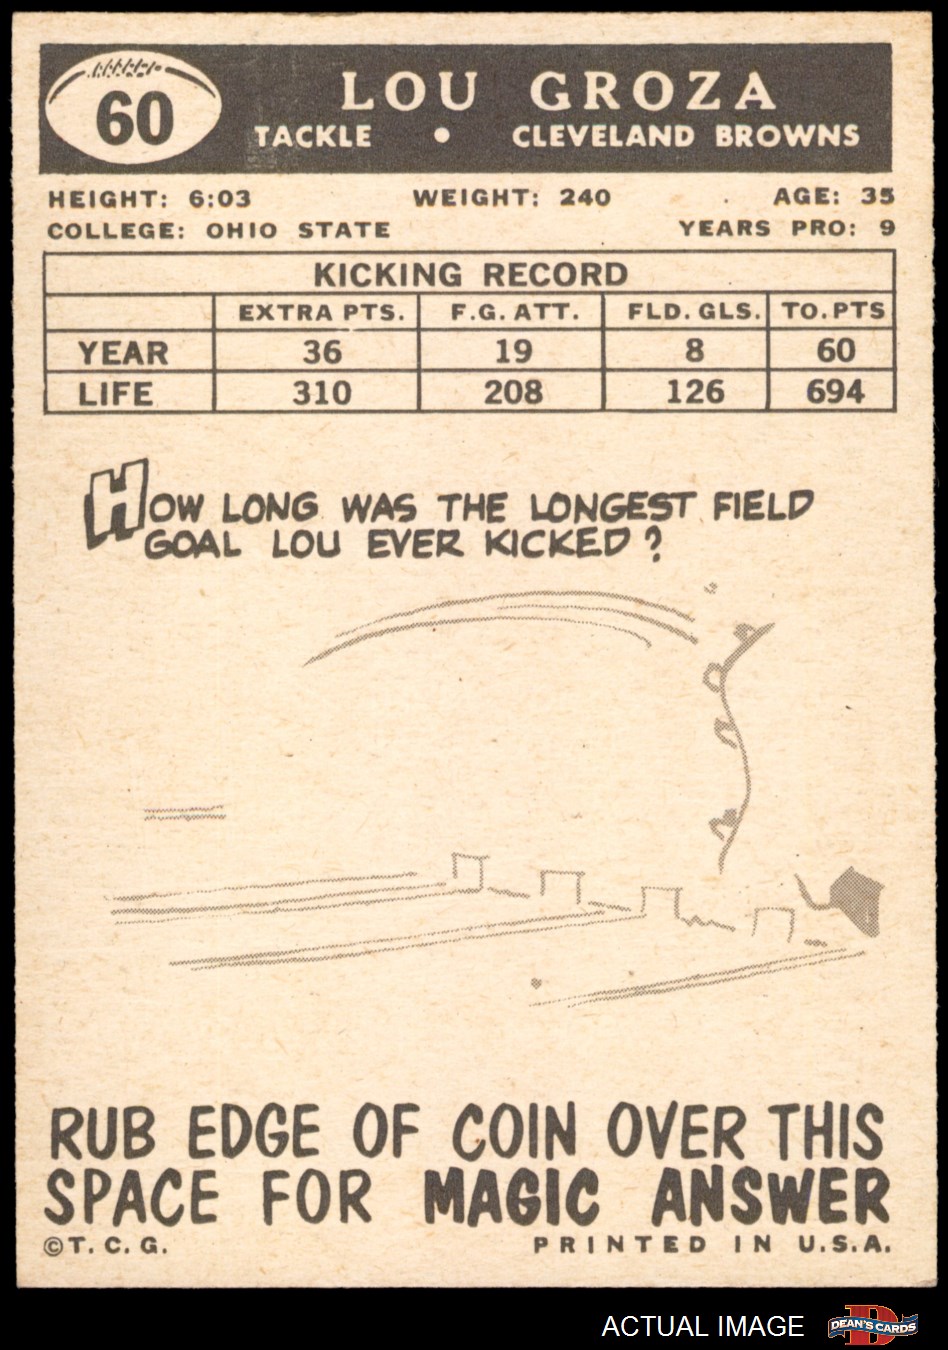 60
LOU GROZA
TACKLE • CLEVELAND BROWNS
HEIGHT: 6:03 WEIGHT: 240 AGE: 35
COLLEGE: OHIO STATE YEARS PRO: 9
KICKING RECORD
EXTRA PTS. F.G. ATT. FLD. GLS. TO. PTS
YEAR 36 19 8 60
LIFE 310 208 126 694
HOW LONG WAS THE LONGEST FIELD
GOAL LOU EVER KICKED?
RUB EDGE OF COIN OVER THIS
SPACE FOR MAGIC ANSWER
©T. C. G. PRINTED IN U.S.A.
ACTUAL IMAGE D DEAN'S CARDS